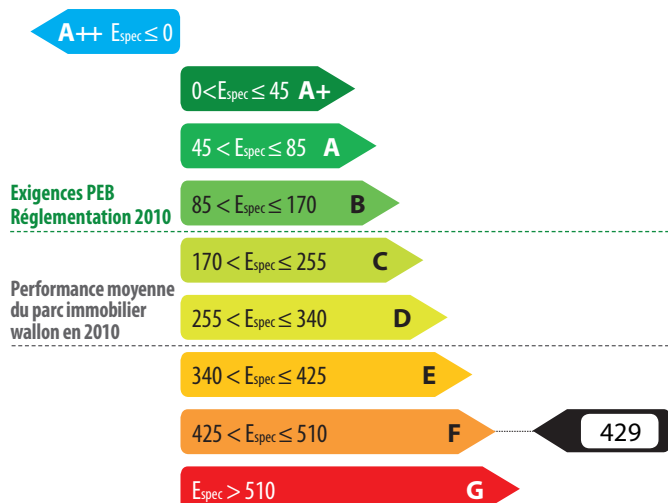 A++ Espec ≤ 0
0<Espec ≤ 45 A+
45 < Espec ≤ 85 A
Exigences PEB
Réglementation 2010
85 < Espec ≤ 170 B
170 < Espec ≤ 255 C
Performance moyenne
du parc immobilier
wallon en 2010
255 < Espec ≤ 340 D
340 < Espec ≤ 425 E
425 < Espec ≤ 510 F
429
Espec > 510 G